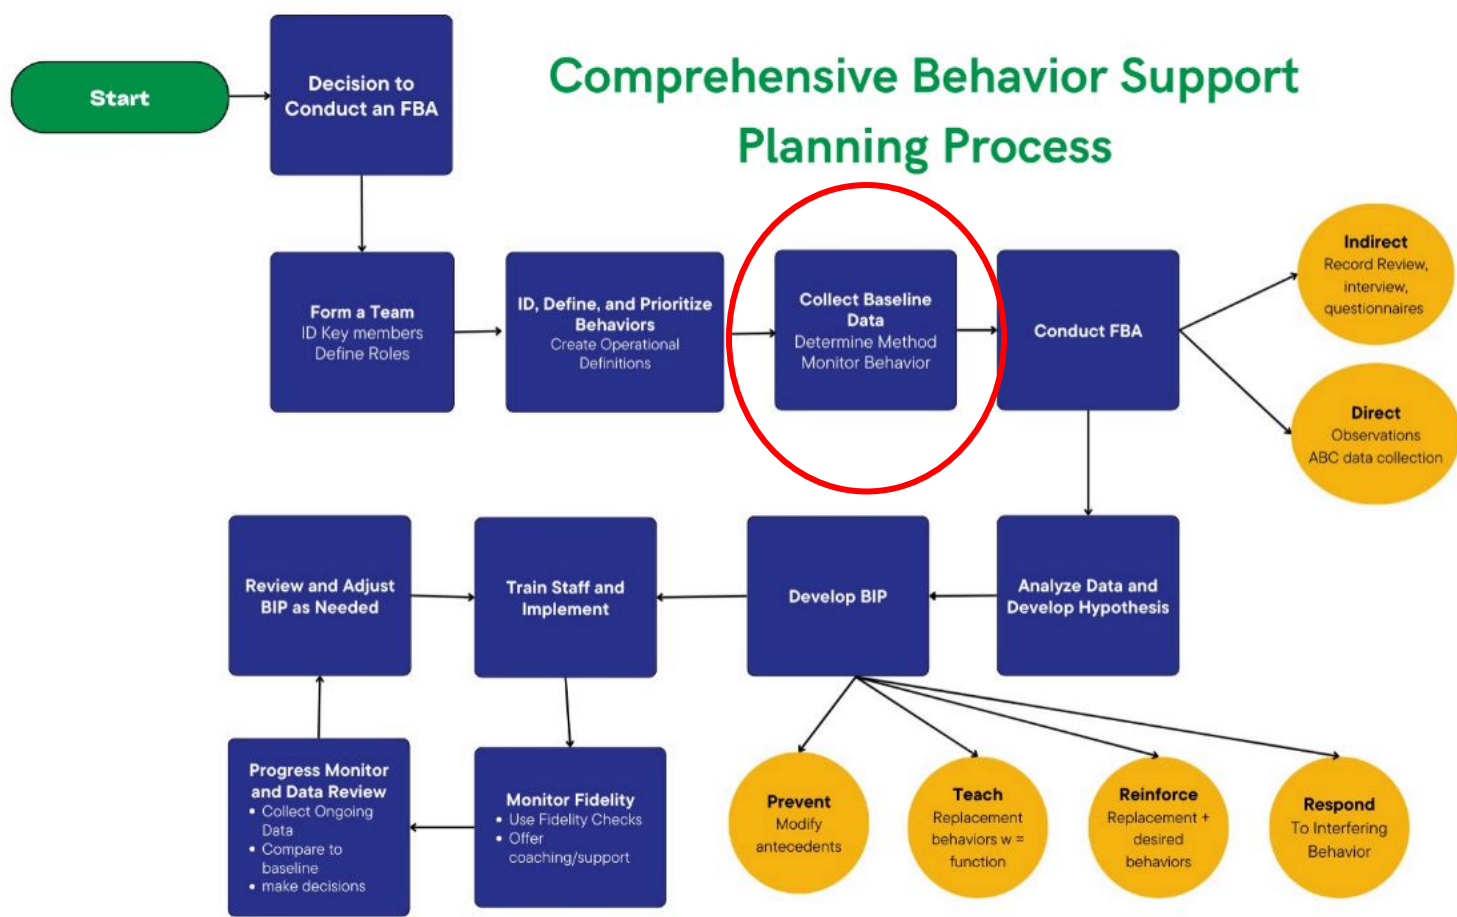 Comprehensive Behavior Support
Planning Process
Start
Decision to
Conduct an FBA
Form a Team
ID Key members
Define Roles
ID, Define, and Prioritize
Behaviors
Create Operational
Definitions
Collect Baseline
Data
Determine Method
Monitor Behavior
Conduct FBA
Indirect
Record Review,
interview,
questionnaires
Direct
Observations
ABC data collection
Analyze Data and
Develop Hypothesis
Develop BIP
Prevent
Modify
antecedents
Teach
Replacement
behaviors w =
function
Reinforce
Replacement +
desired
behaviors
Respond
To Interfering
Behavior
Train Staff and
Implement
Monitor Fidelity
• Use Fidelity Checks
• Offer
coaching/support
Progress Monitor
and Data Review
• Collect Ongoing
Data
• Compare to
baseline
• make decisions
Review and Adjust
BIP as Needed